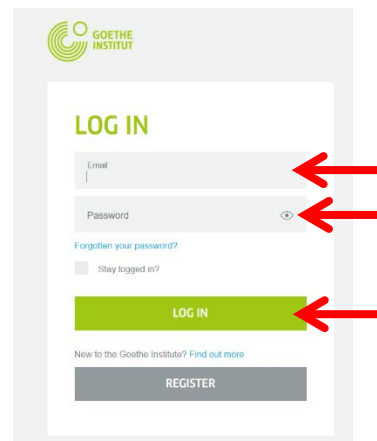 GOETHE
INSTITUT
LOG IN
Email
Password
Forgotten your password?
Stay logged in?
LOG IN
New to the Goethe Institute? Find out more
REGISTER